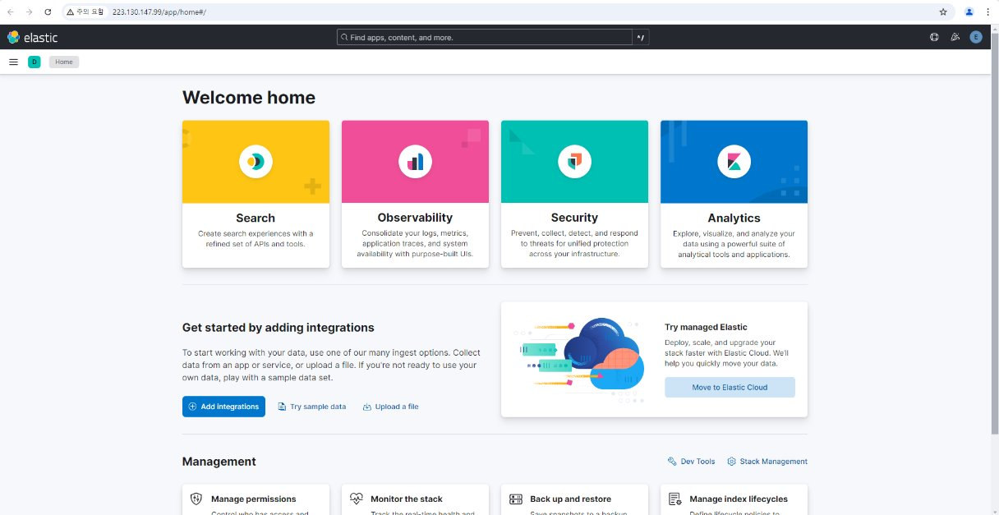 주의 요함 223.130.147.99/app/home#/
elastic
Find apps, content, and more.
^/
E
D
Home
Welcome home
Search
Create search experiences with a
refined set of APIs and tools.
Observability
Consolidate your logs, metrics,
application traces, and system
availability with purpose-built UIs.
Security
Prevent, collect, detect, and respond
to threats for unified protection
across your infrastructure.
Analytics
Explore, visualize, and analyze your
data using a powerful suite of
analytical tools and applications.
Get started by adding integrations
To start working with your data, use one of our many ingest options. Collect
data from an app or service, or upload a file. If you're not ready to use your
own data, play with a sample data set.
Add integrations
Try sample data
Upload a file
Try managed Elastic
Deploy, scale, and upgrade your
stack faster with Elastic Cloud. We'll
help you quickly move your data.
Move to Elastic Cloud
Management
Dev Tools
Stack Management
Manage permissions
Control who has access and
Monitor the stack
Track the real-time health and
Back up and restore
Save snapshots to a backup
Manage index lifecycles
Define lifecycle policies to